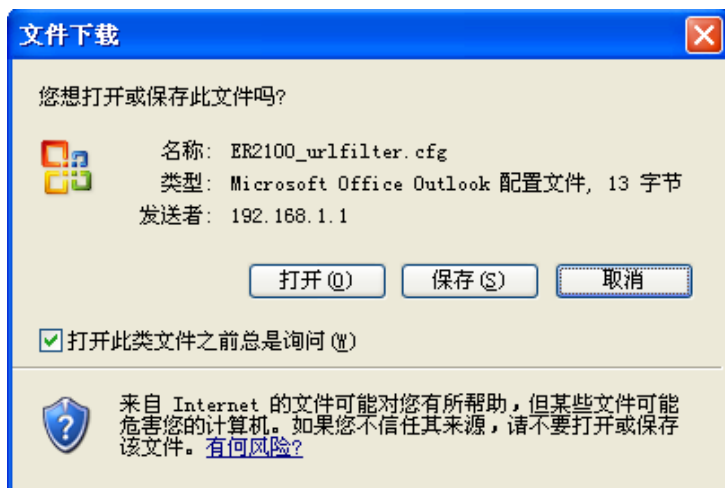 文件下载
您想打开或保存此文件吗?
名称: ER2100_urlfilter.cfg
类型: Microsoft Office Outlook 配置文件, 13 字节
发送者: 192.168.1.1
打开(O) 保存(S) 取消
打开此类文件之前总是询问(W)
来自 Internet 的文件可能对您有所帮助,但某些文件可能
危害您的计算机。如果您不信任其来源,请不要打开或保存
该文件。有何风险?